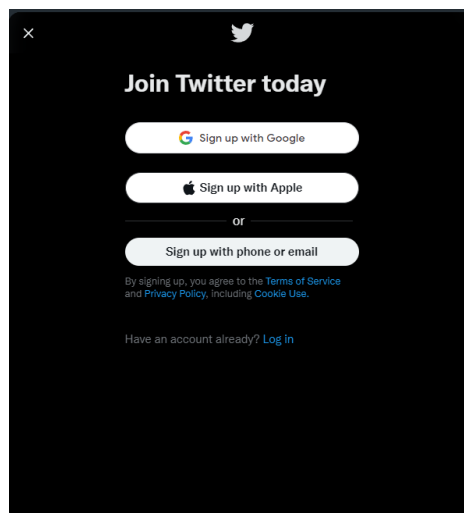 Join Twitter today
Sign up with Google
Sign up with Apple
or
Sign up with phone or email
By signing up, you agree to the Terms of Service
and Privacy Policy, including Cookie Use.
Have an account already? Log in